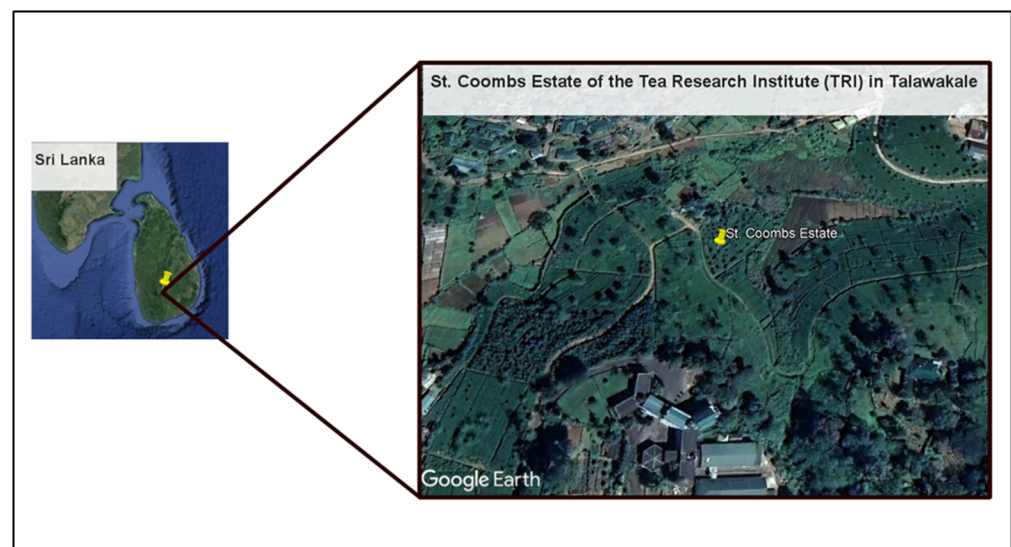 Sri Lanka
St. Coombs Estate of the Tea Research Institute (TRI) in Talawakale
St. Coombs Estate
Google Earth